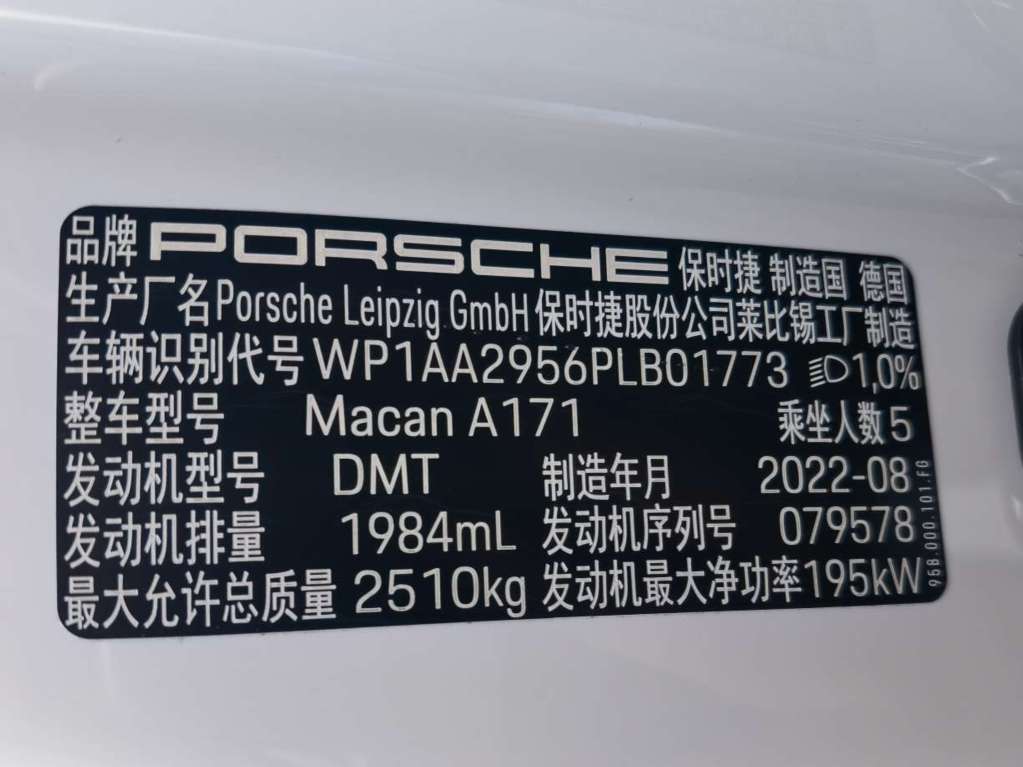 品牌 PORSCHE 保时捷 制造国 德国
生产厂名 Porsche Leipzig GmbH 保时捷股份公司莱比锡工厂制造
车辆识别代号 WP1AA2956PLB01773 1,0%
整车型号 Macan A171 乘坐人数 5
发动机型号 DMT 制造年月 2022-08
发动机排量 1984mL 发动机序列号 079578
最大允许总质量 2510kg 发动机最大净功率 195kW
95B.000.101.FG